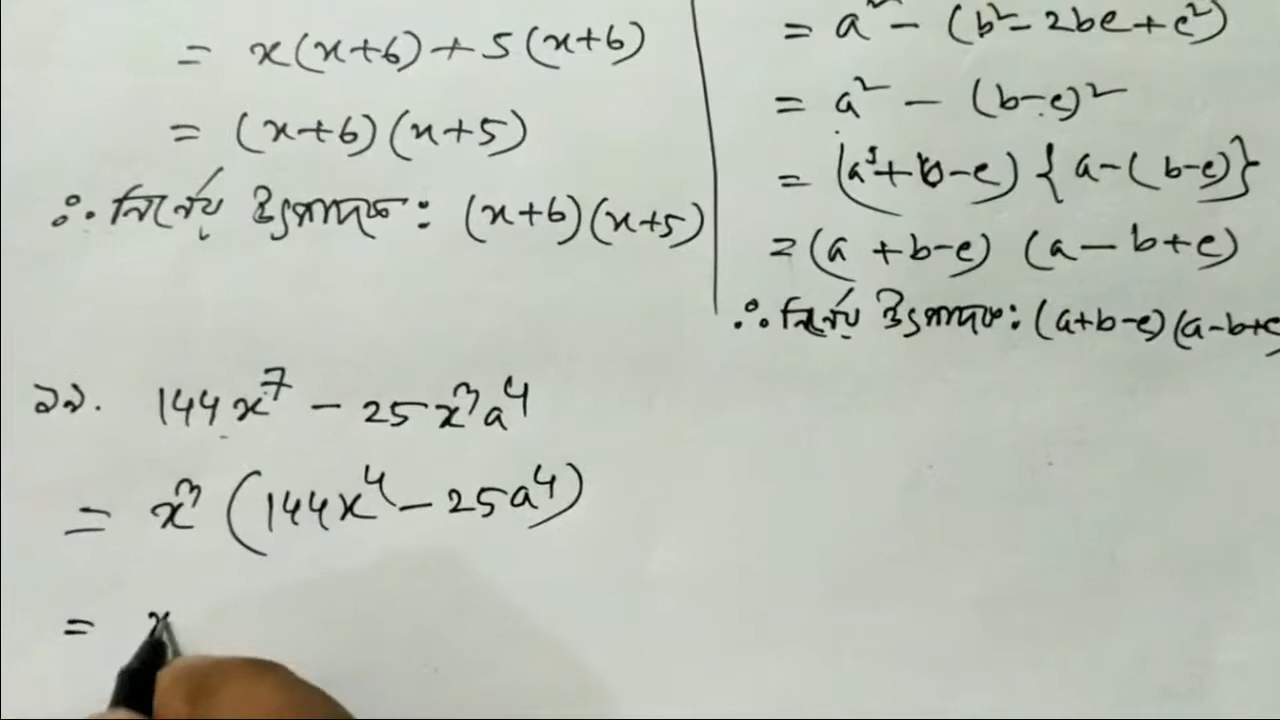 = x(x+6)+5(x+6)
= (x+6)(x+5)
∴ নির্ণেয় উৎপাদক: (x+6)(x+5)
= a² - (b² - 2bc + c²)
= a² - (b-c)²
= (a+b-c) {a-(b-c)}
= (a +b-c) (a-b+c)
∴ নির্ণেয় উৎপাদক: (a+b-c)(a-b+c
১১. 144x⁷ - 25x³a⁴
= x³ (144x⁴ - 25a⁴)
= x